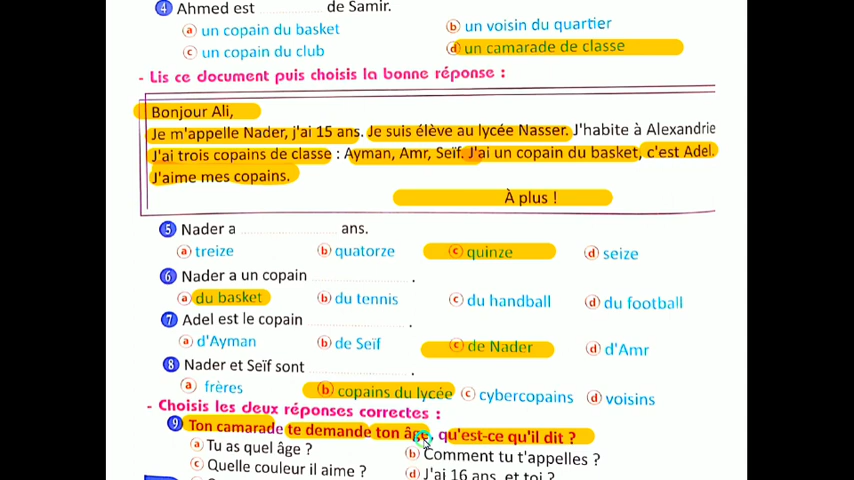 4 Ahmed est ............ de Samir.
a un copain du basket b un voisin du quartier
c un copain du club d un camarade de classe
- Lis ce document puis choisis la bonne réponse :
Bonjour Ali,
Je m'appelle Nader, j'ai 15 ans. Je suis élève au lycée Nasser. J'habite à Alexandrie
J'ai trois copains de classe : Ayman, Amr, Seïf. J'ai un copain du basket, c'est Adel.
J'aime mes copains.
À plus !
5 Nader a .................. ans.
a treize b quatorze c quinze d seize
6 Nader a un copain .................. .
a du basket b du tennis c du handball d du football
7 Adel est le copain .................. .
a d'Ayman b de Seïf c de Nader d d'Amr
8 Nader et Seïf sont .................. .
a frères b copains du lycée c cybercopains d voisins
- Choisis les deux réponses correctes :
9 Ton camarade te demande ton âge, qu'est-ce qu'il dit ?
a Tu as quel âge ? b Comment tu t'appelles ?
c Quelle couleur il aime ? d J'ai 16 ans, et toi ?